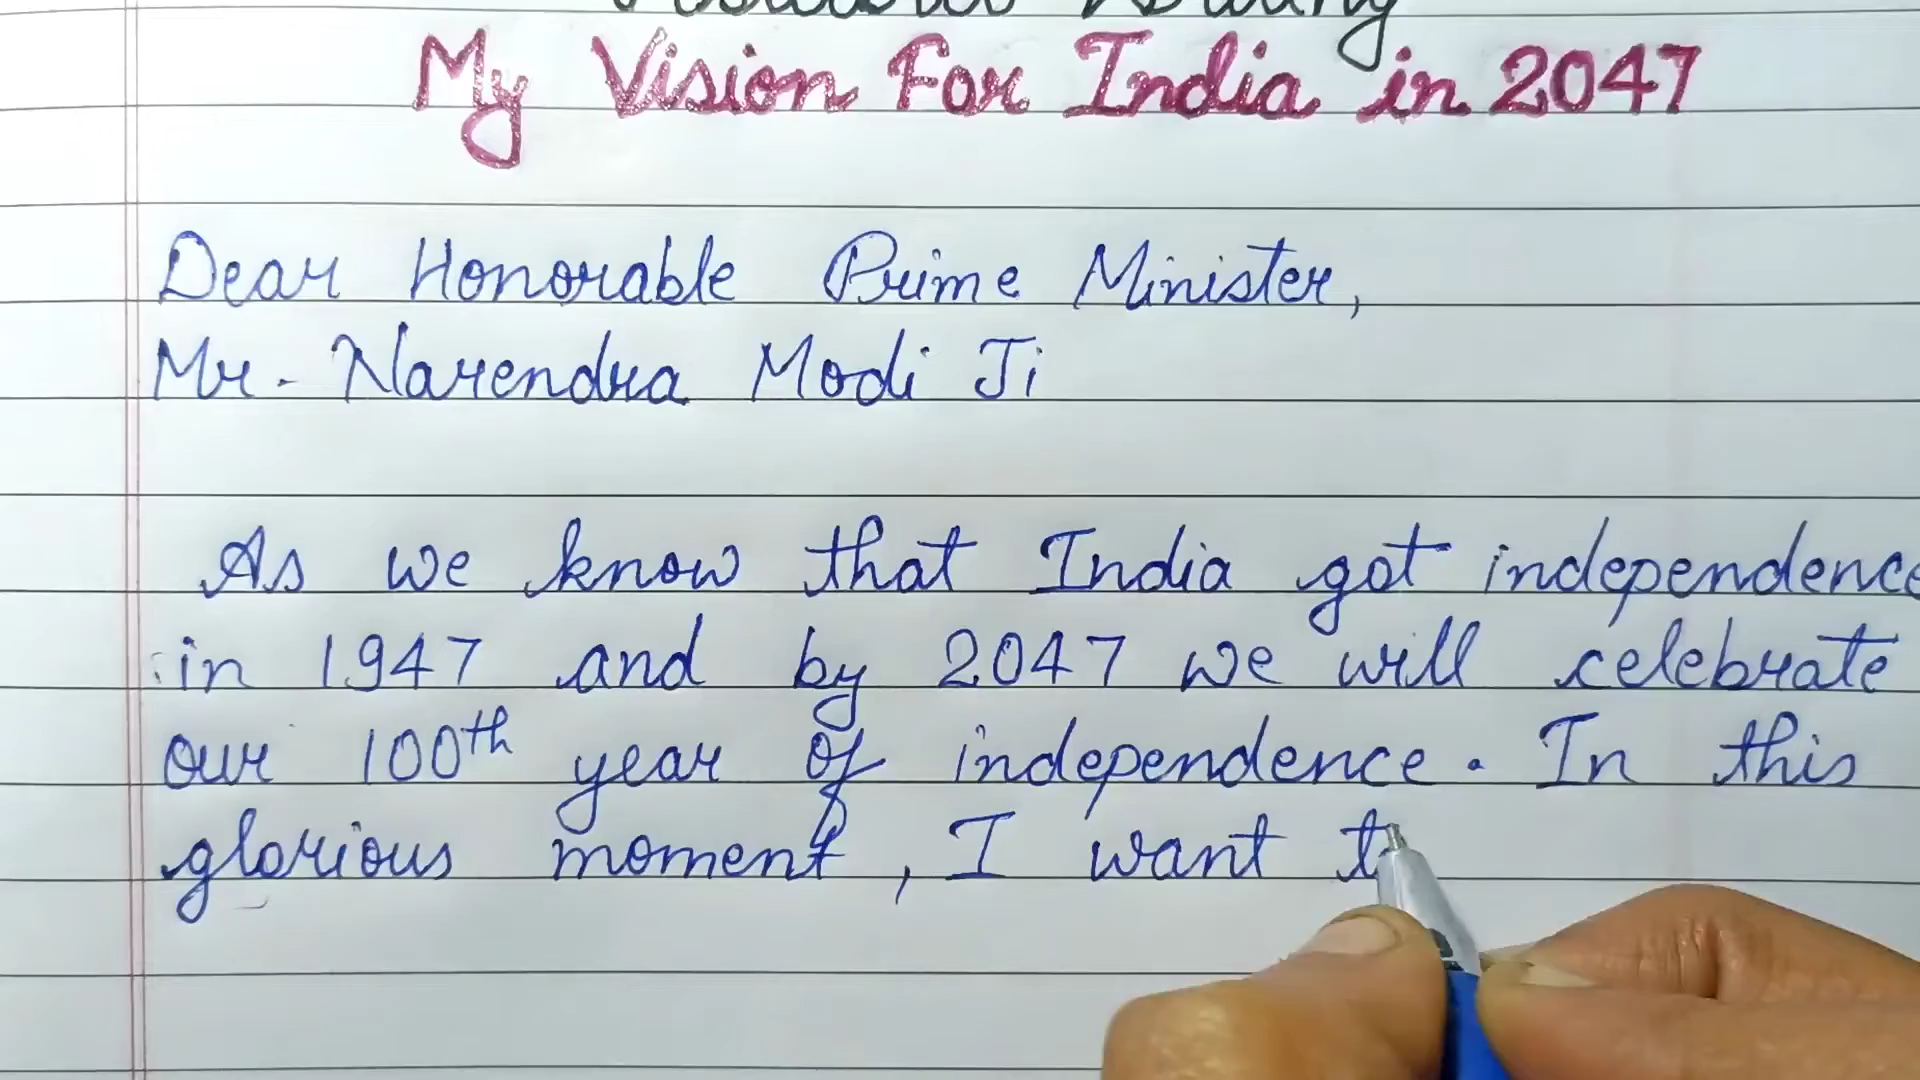 My Vision For India in 2047
Dear Honorable Prime Minister,
Mr. Narendra Modi Ji
As we know that India got independence
in 1947 and by 2047 we will celebrate
our 100th year of independence. In this
glorious moment, I want